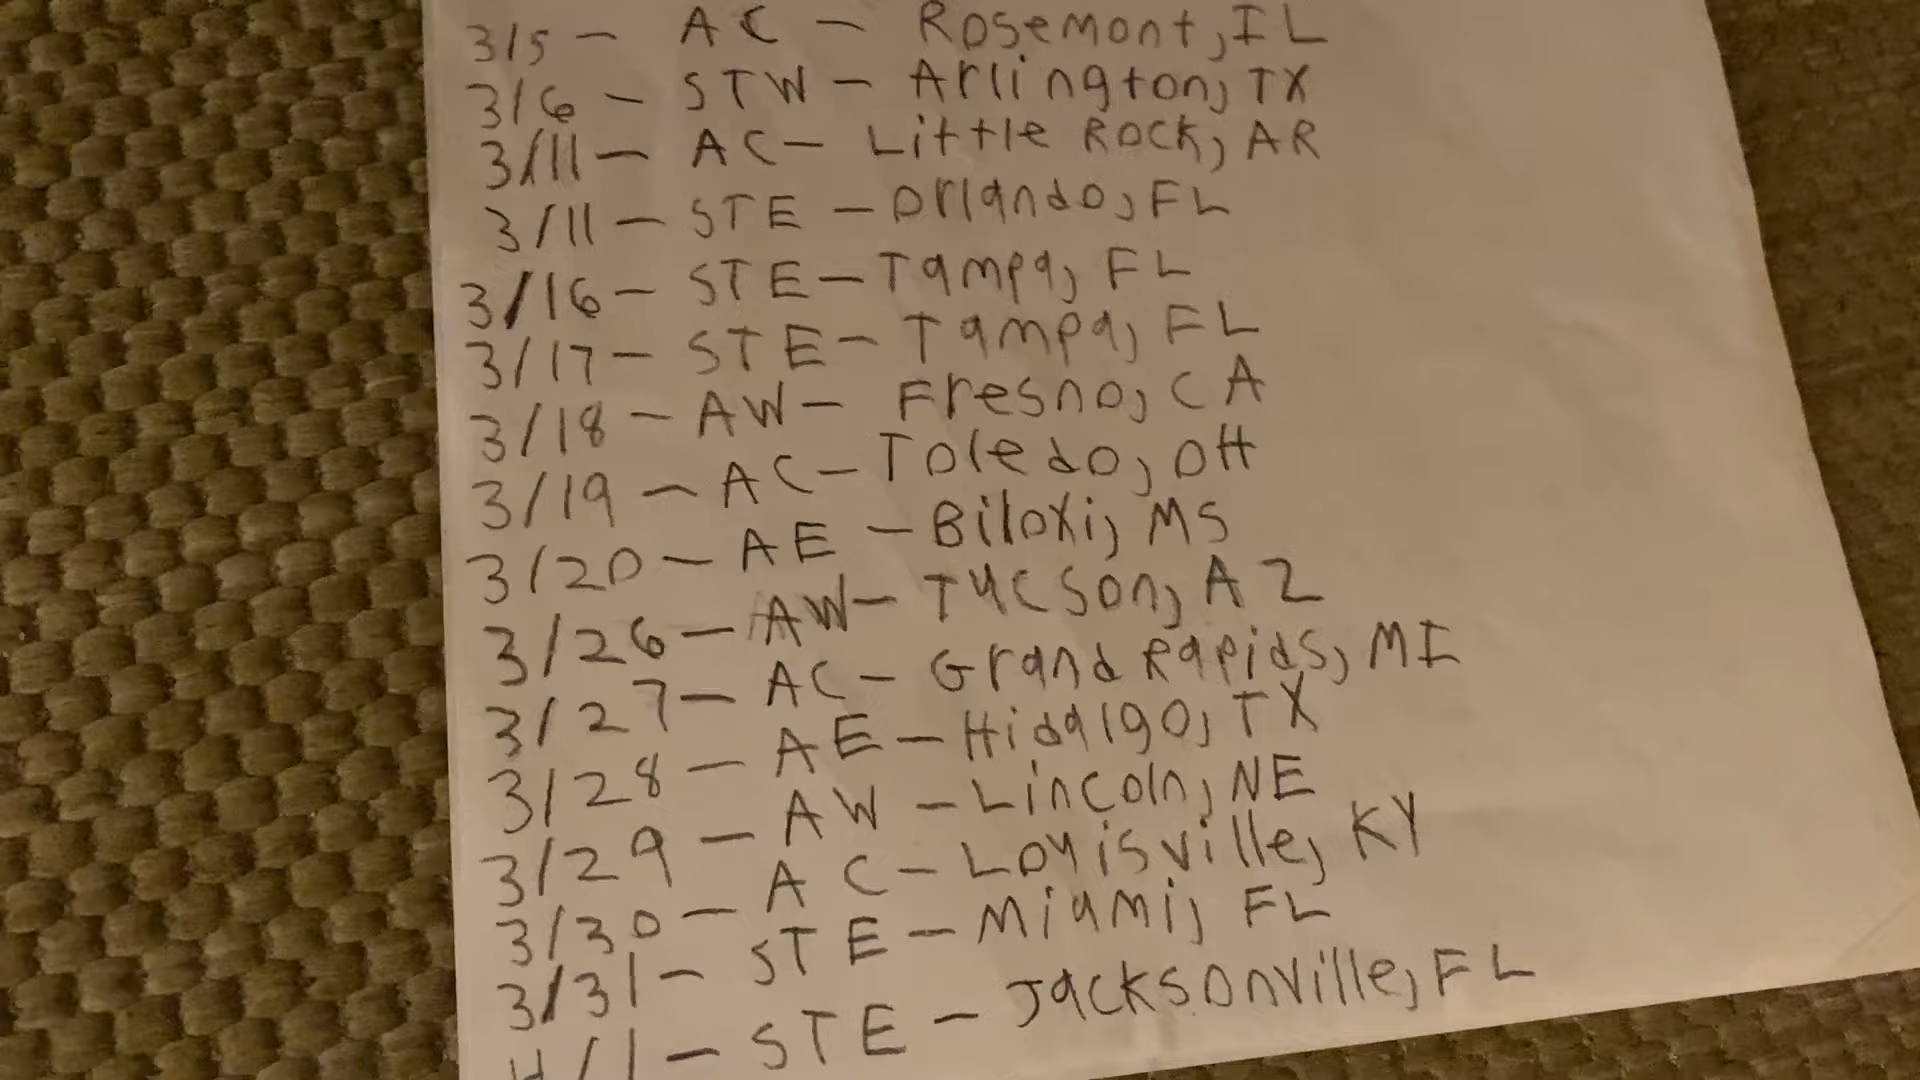 3/5 – AC – Rosemont, IL
3/6 – STW – Arlington, TX
3/11 – AC – Little Rock, AR
3/11 – STE – Orlando, FL
3/16 – STE – Tampa, FL
3/17 – STE – Tampa, FL
3/18 – AW – Fresno, CA
3/19 – AC – Toledo, OH
3/20 – AE – Biloxi, MS
3/26 – AW – Tucson, AZ
3/27 – AC – Grand Rapids, MI
3/28 – AE – Hidalgo, TX
3/29 – AW – Lincoln, NE
3/30 – AC – Louisville, KY
3/31 – STE – Miami, FL
4/1 – STE – Jacksonville, FL